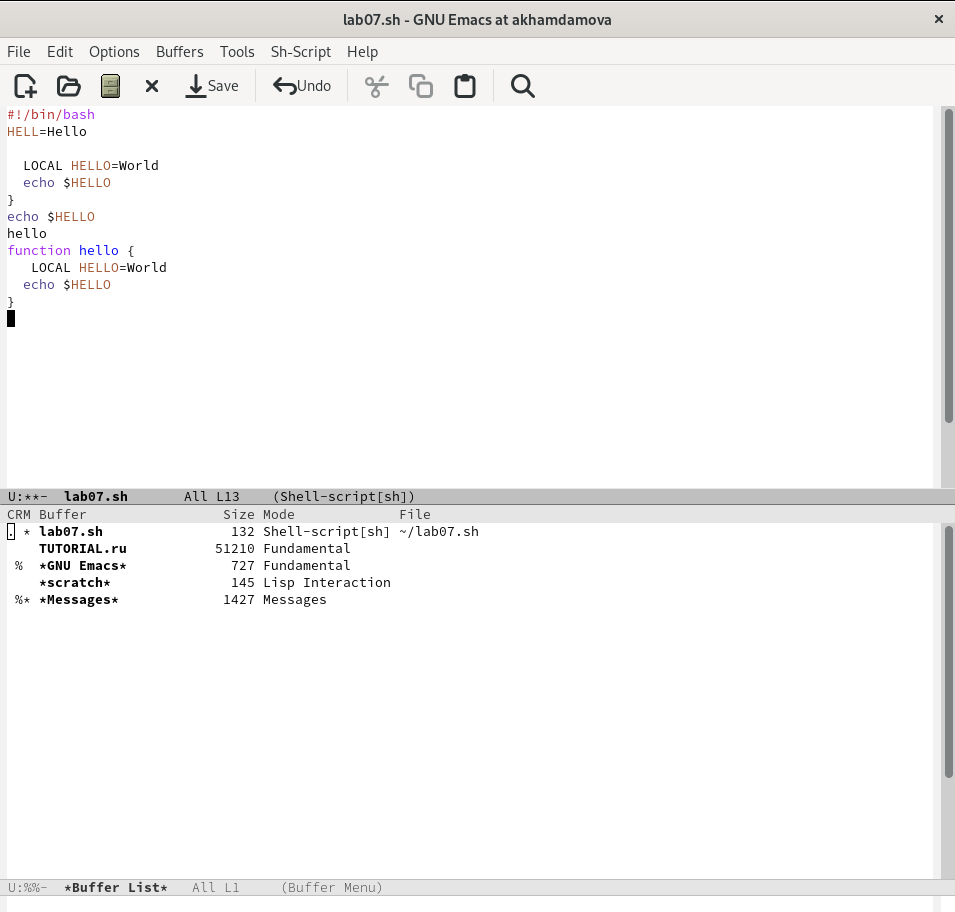 lab07.sh - GNU Emacs at akhamdamova ×
File Edit Options Buffers Tools Sh-Script Help
Save Undo
#!/bin/bash
HELL=Hello
  LOCAL HELLO=World
  echo $HELLO
}
echo $HELLO
hello
function hello {
   LOCAL HELLO=World
  echo $HELLO
}
U:**-  lab07.sh       All L13    (Shell-script[sh])
CRM Buffer                 Size Mode             File
. * lab07.sh                132 Shell-script[sh] ~/lab07.sh
    TUTORIAL.ru           51210 Fundamental
 %  *GNU Emacs*             727 Fundamental
    *scratch*               145 Lisp Interaction
 %* *Messages*             1427 Messages
U:%%-  *Buffer List*   All L1     (Buffer Menu)